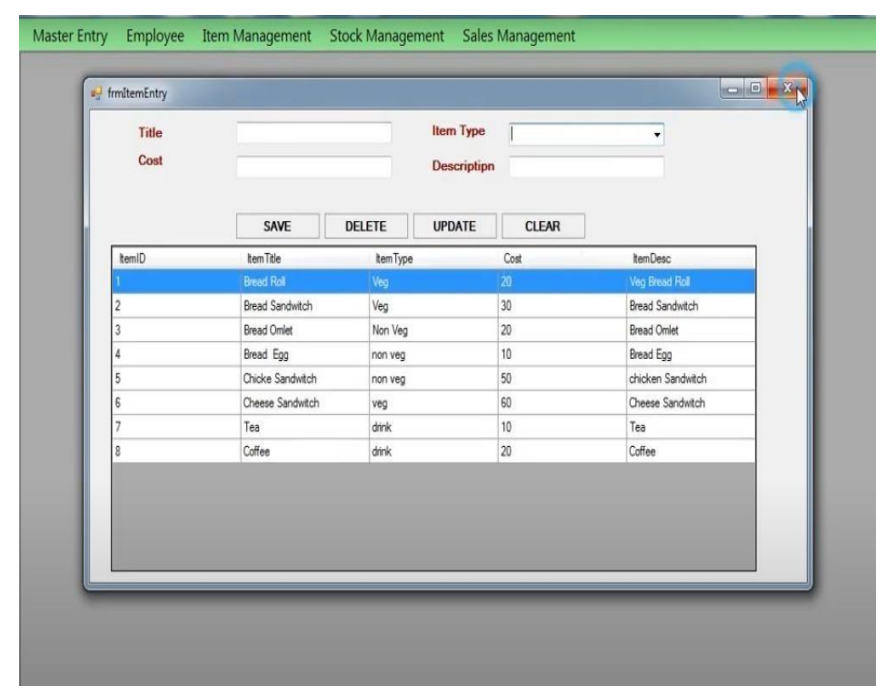 Master Entry Employee Item Management Stock Management Sales Management
frmItemEntry
Title Item Type
Cost Descriptipn
SAVE DELETE UPDATE CLEAR
ItemID ItemTitle ItemType Cost ItemDesc
1 Bread Roll Veg 20 Veg Bread Roll
2 Bread Sandwitch Veg 30 Bread Sandwitch
3 Bread Omlet Non Veg 20 Bread Omlet
4 Bread Egg non veg 10 Bread Egg
5 Chicke Sandwitch non veg 50 chicken Sandwitch
6 Cheese Sandwitch veg 60 Cheese Sandwitch
7 Tea drink 10 Tea
8 Coffee drink 20 Coffee